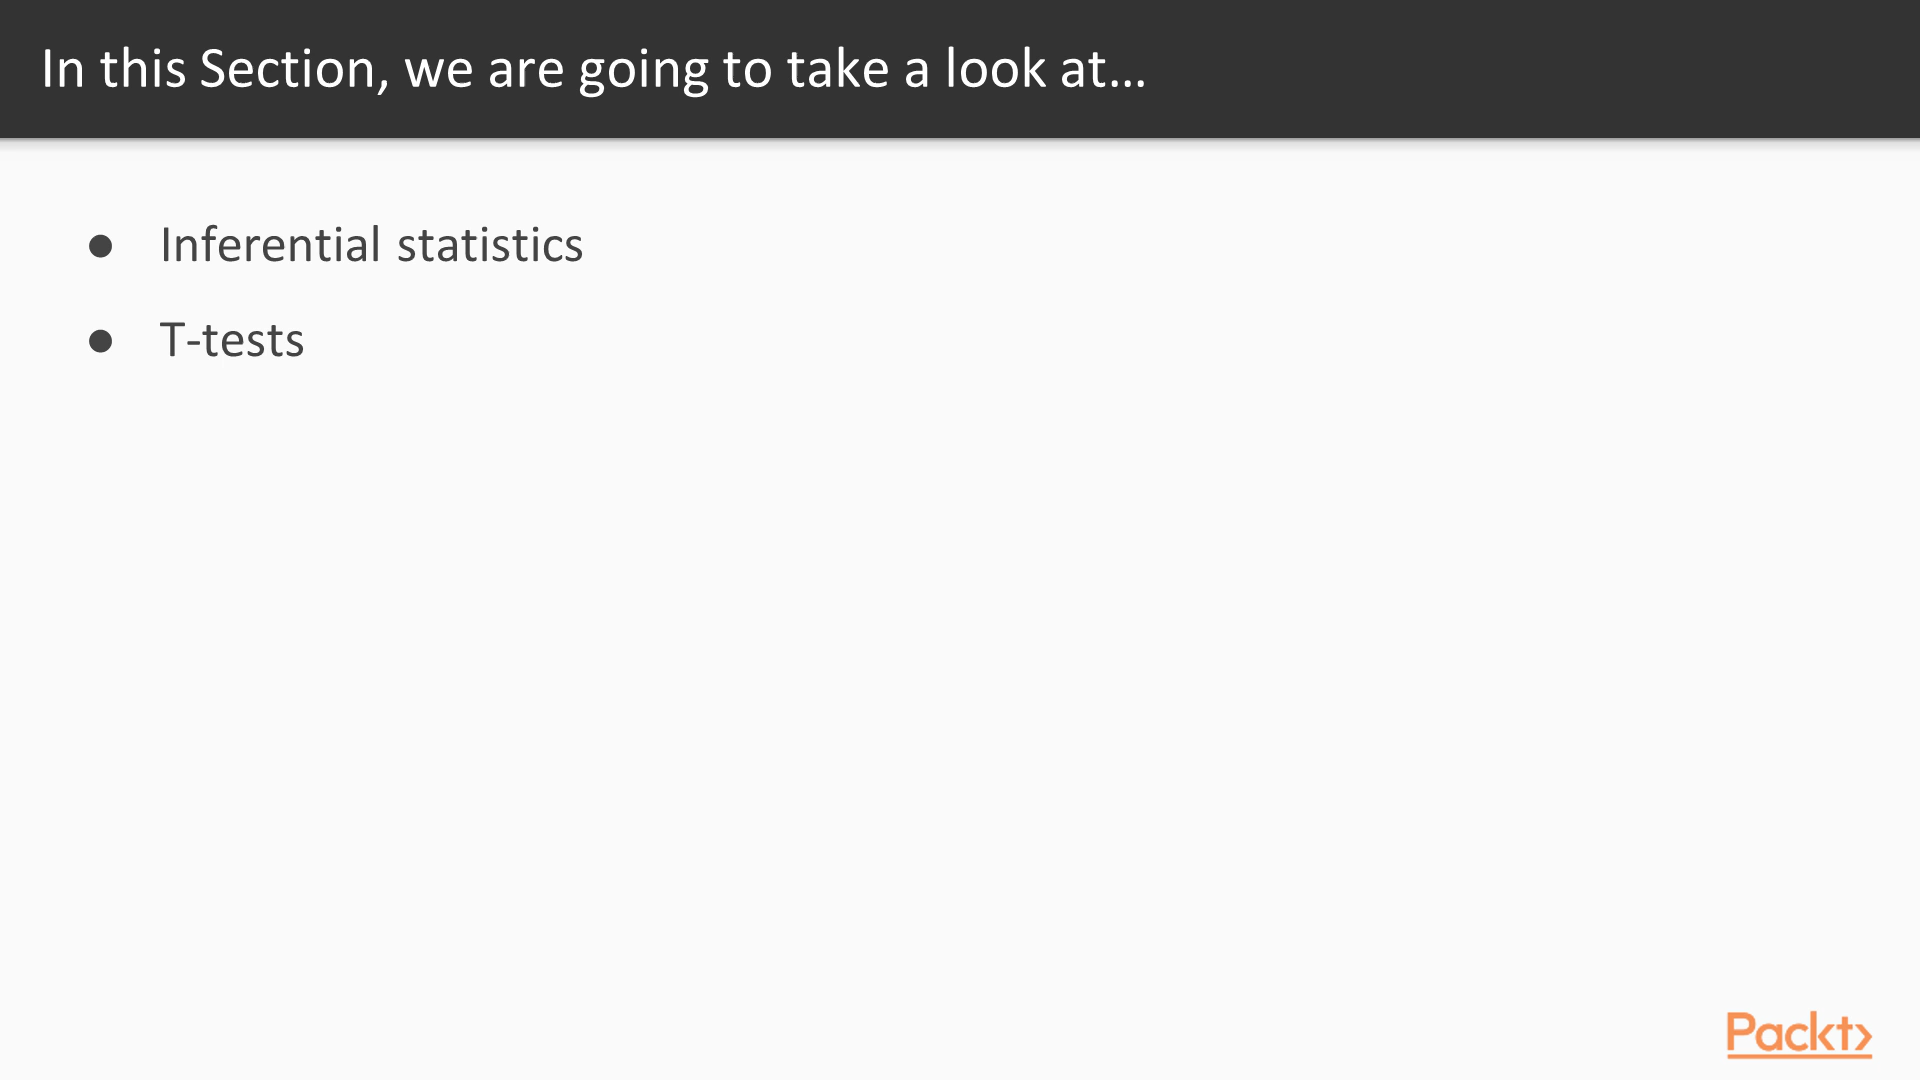 In this Section, we are going to take a look at...
● Inferential statistics
● T-tests
Packt>